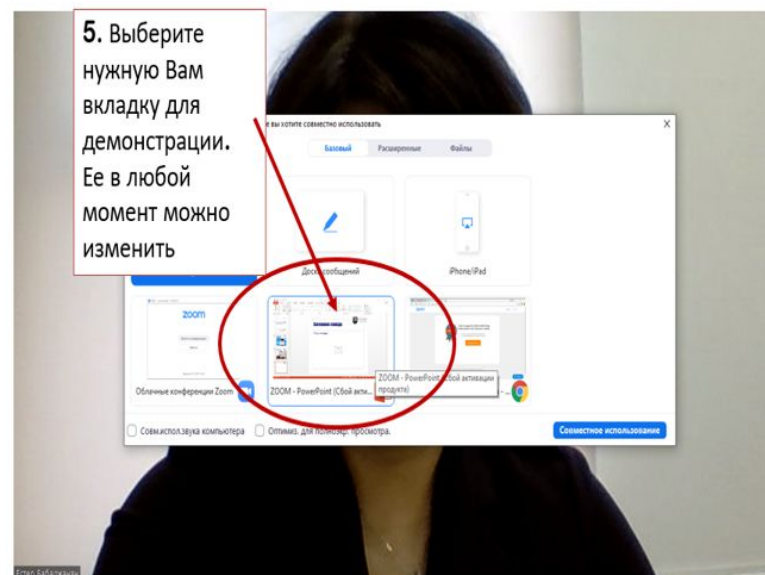 5. Выберите
нужную Вам
вкладку для
демонстрации.
Ее в любой
момент можно
изменить
е вы хотите совместно использовать
X
Базовый Расширенные Файлы
Доска сообщений iPhone/iPad
zoom
Облачные конференции Zoom
ZOOM - PowerPoint (Сбой акти...
ZOOM - PowerPoint (Сбой активации
продукта)
Совм.испол.звука компьютера Оптимиз. для полноэкр. просмотра.
Совместное использование